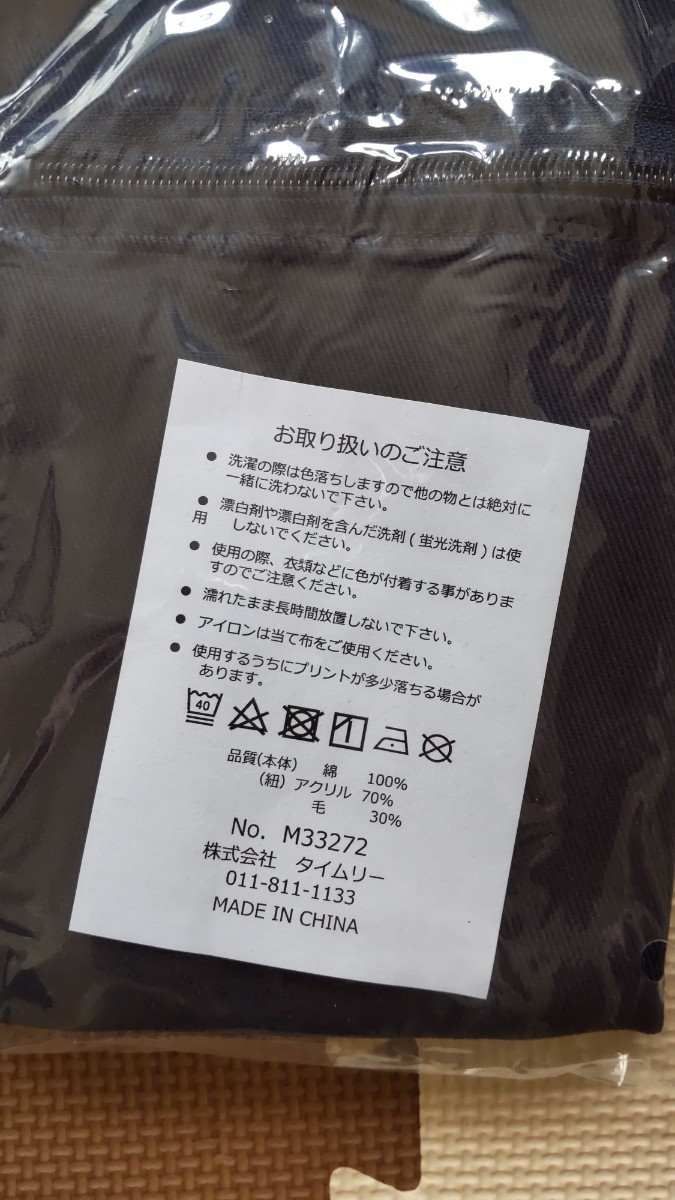 お取り扱いのご注意
● 洗濯の際は色落ちしますので他の物とは絶対に
一緒に洗わないで下さい。
● 漂白剤や漂白剤を含んだ洗剤(蛍光洗剤)は使
用 しないでください。
● 使用の際、衣類などに色が付着する事がありま
すのでご注意ください。
● 濡れたまま長時間放置しないで下さい。
● アイロンは当て布をご使用ください。
● 使用するうちにプリントが多少落ちる場合が
あります。
40
品質(本体) 綿 100%
(紐) アクリル 70%
毛 30%
No. M33272
株式会社 タイムリー
011-811-1133
MADE IN CHINA